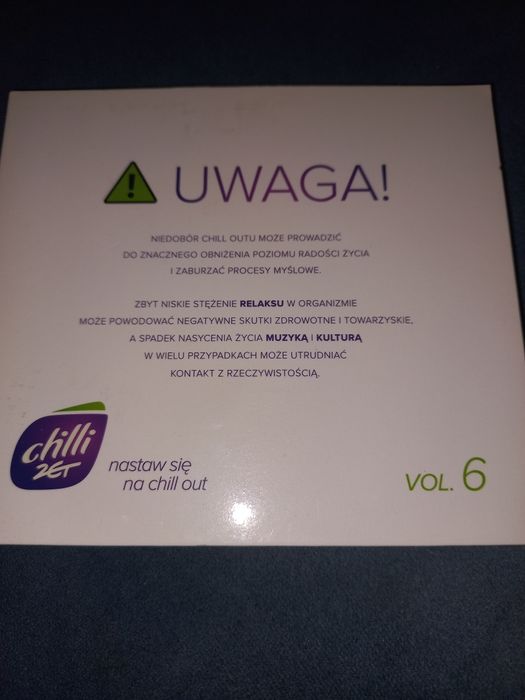 UWAGA!
NIEDOBÓR CHILL OUTU MOŻE PROWADZIĆ
DO ZNACZNEGO OBNIŻENIA POZIOMU RADOŚCI ŻYCIA
I ZABURZAĆ PROCESY MYŚLOWE.
ZBYT NISKIE STĘŻENIE RELAKSU W ORGANIZMIE
MOŻE POWODOWAĆ NEGATYWNE SKUTKI ZDROWOTNE I TOWARZYSKIE,
A SPADEK NASYCENIA ŻYCIA MUZYKĄ I KULTURĄ
W WIELU PRZYPADKACH MOŻE UTRUDNIAĆ
KONTAKT Z RZECZYWISTOŚCIĄ.
chilli
ZET
nastaw się
na chill out
VOL. 6